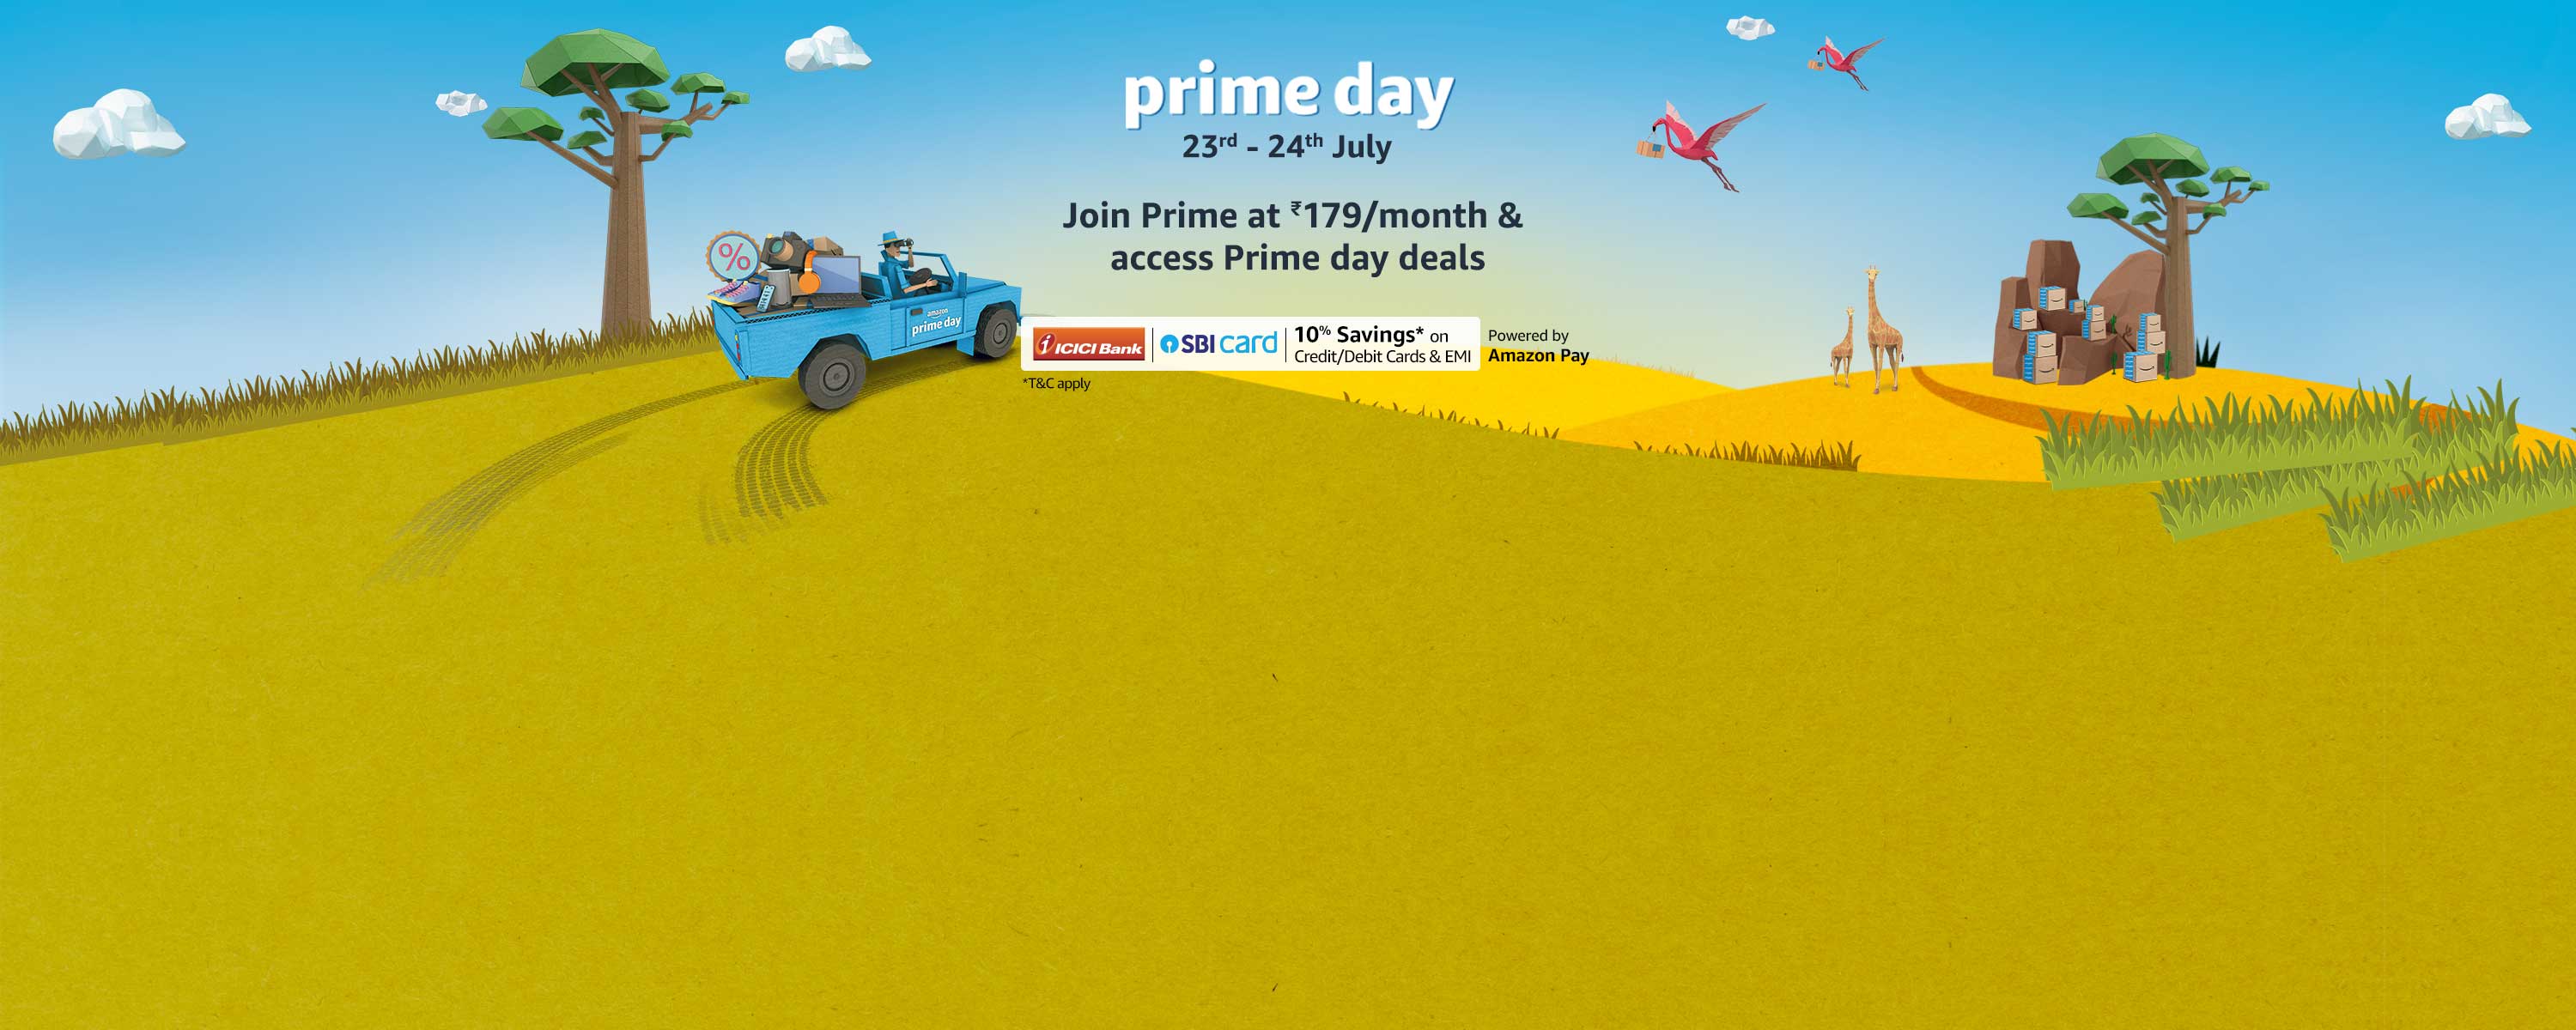 prime day
23rd - 24th July
Join Prime at ₹179/month &
access Prime day deals
%
amazon
prime day
ICICI Bank
SBI card
10% Savings* on
Credit/Debit Cards & EMI
Powered by
Amazon Pay
*T&C apply